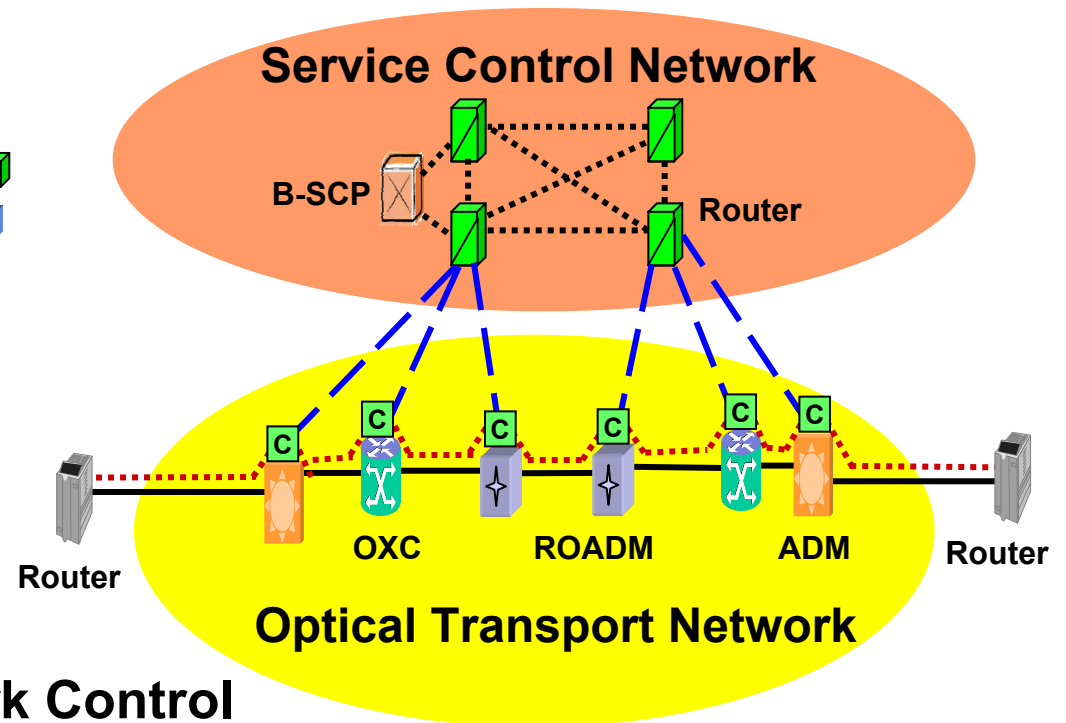 Service Control Network
B-SCP
Router
C
C
C
C
C
C
OXC
ROADM
ADM
Router
Router
Optical Transport Network
k Control